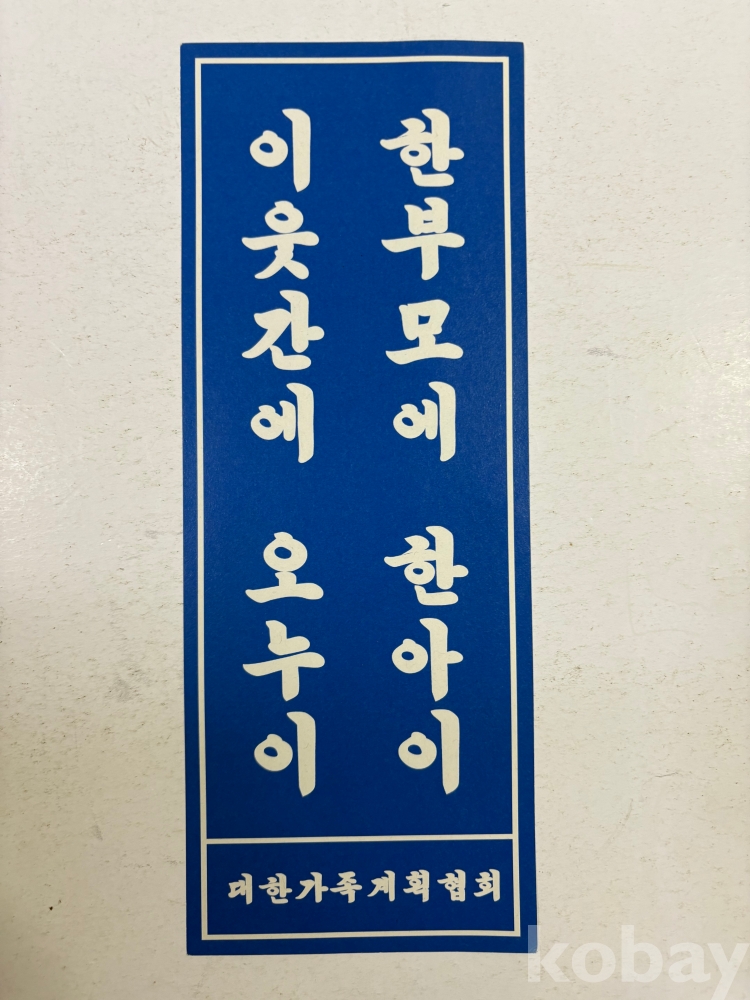 한부모에 한아이
이웃간에 오누이
대한가족계획협회
kobay